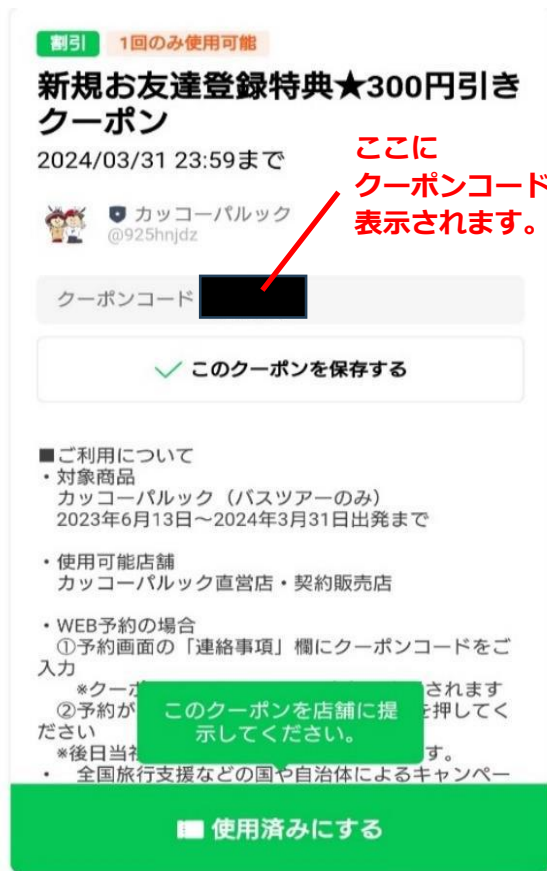 割引 1回のみ使用可能
新規お友達登録特典★300円引き
クーポン
2024/03/31 23:59まで
ここに
クーポンコード
表示されます。
カッコーパルック
@925hnjdz
クーポンコード
このクーポンを保存する
■ご利用について
・対象商品
カッコーパルック（バスツアーのみ）
2023年6月13日～2024年3月31日出発まで
・使用可能店舗
カッコーパルック直営店・契約販売店
・WEB予約の場合
①予約画面の「連絡事項」欄にクーポンコードをご
入力
*クーポ されます
②予約が を押してく
ださい
*後日当社 す。
・ 全国旅行支援などの国や自治体によるキャンペー
このクーポンを店舗に提
示してください。
使用済みにする